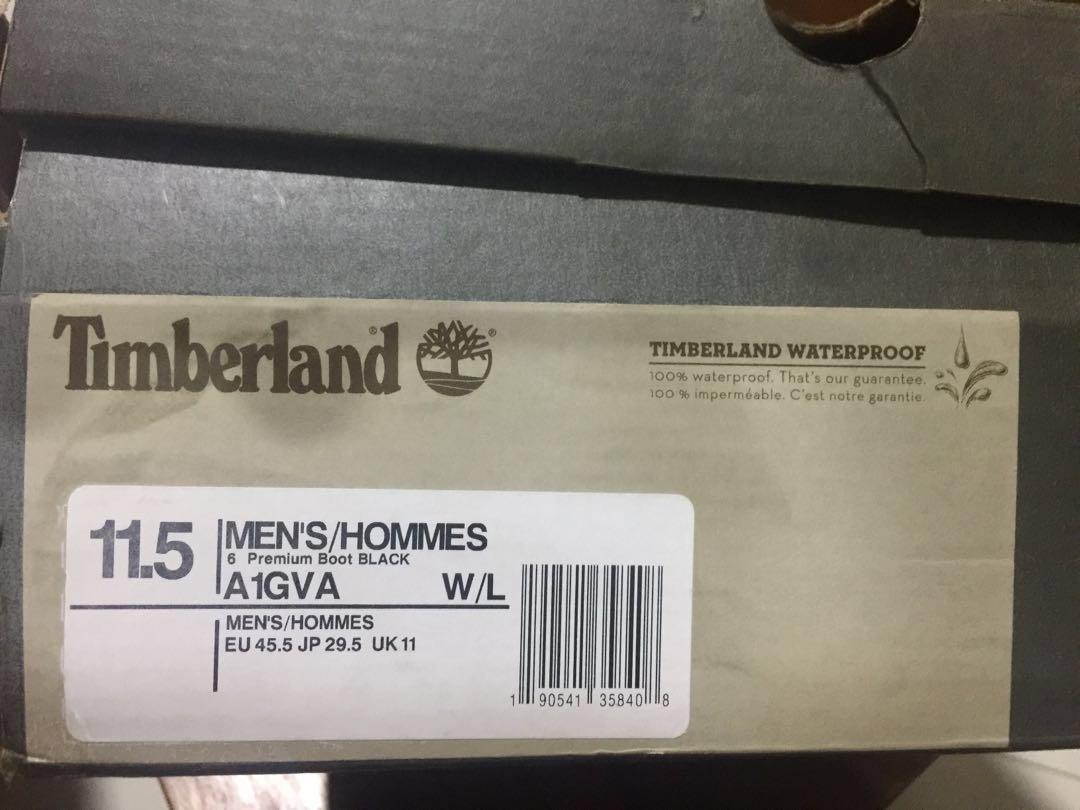 Timberland®
TIMBERLAND WATERPROOF
100% waterproof. That's our guarantee.
100 % imperméable. C'est notre garantie.
11.5
MEN'S/HOMMES
6 Premium Boot BLACK
A1GVA W/L
MEN'S/HOMMES
EU 45.5 JP 29.5 UK 11
1 90541 35840 8